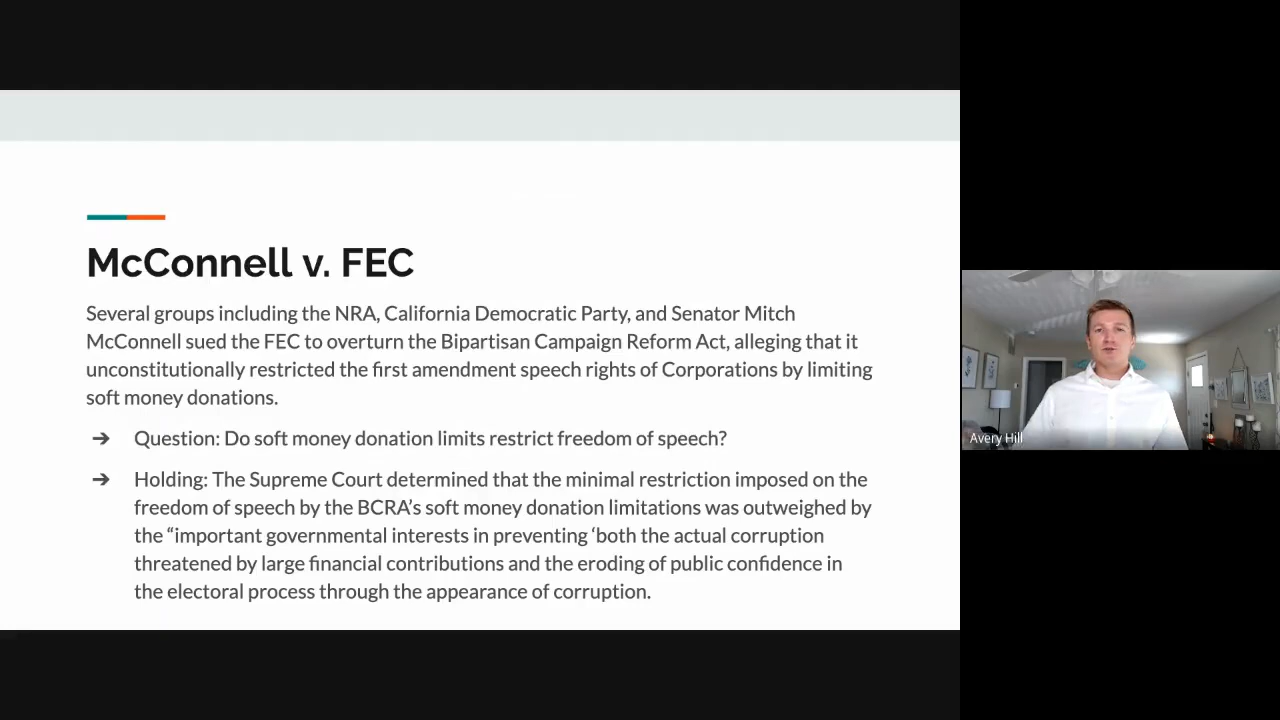 McConnell v. FEC
Several groups including the NRA, California Democratic Party, and Senator Mitch
McConnell sued the FEC to overturn the Bipartisan Campaign Reform Act, alleging that it
unconstitutionally restricted the first amendment speech rights of Corporations by limiting
soft money donations.
➔ Question: Do soft money donation limits restrict freedom of speech?
➔ Holding: The Supreme Court determined that the minimal restriction imposed on the
freedom of speech by the BCRA’s soft money donation limitations was outweighed by
the “important governmental interests in preventing ‘both the actual corruption
threatened by large financial contributions and the eroding of public confidence in
the electoral process through the appearance of corruption.
Avery Hill